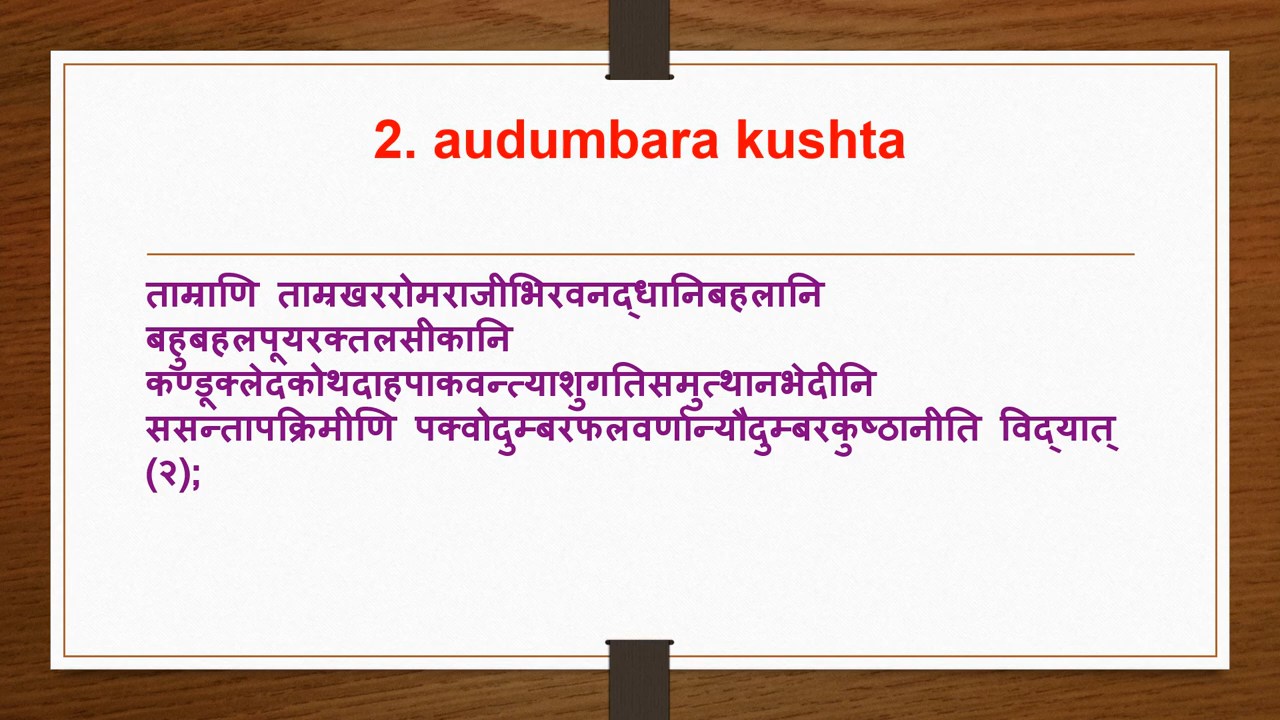 2. audumbara kushta
ताम्राणि ताम्रखररोमराजीभिरवनद्धानिबहलानि
बहुबहलपूयरक्तलसीकानि
कण्डूक्लेदकोथदाहपाकवन्त्याशुगतिसमुत्थानभेदीनि
ससन्तापक्रिमीणि पक्वोदुम्बरफलवर्णान्यौदुम्बरकुष्ठानीति विद्यात्
(२);